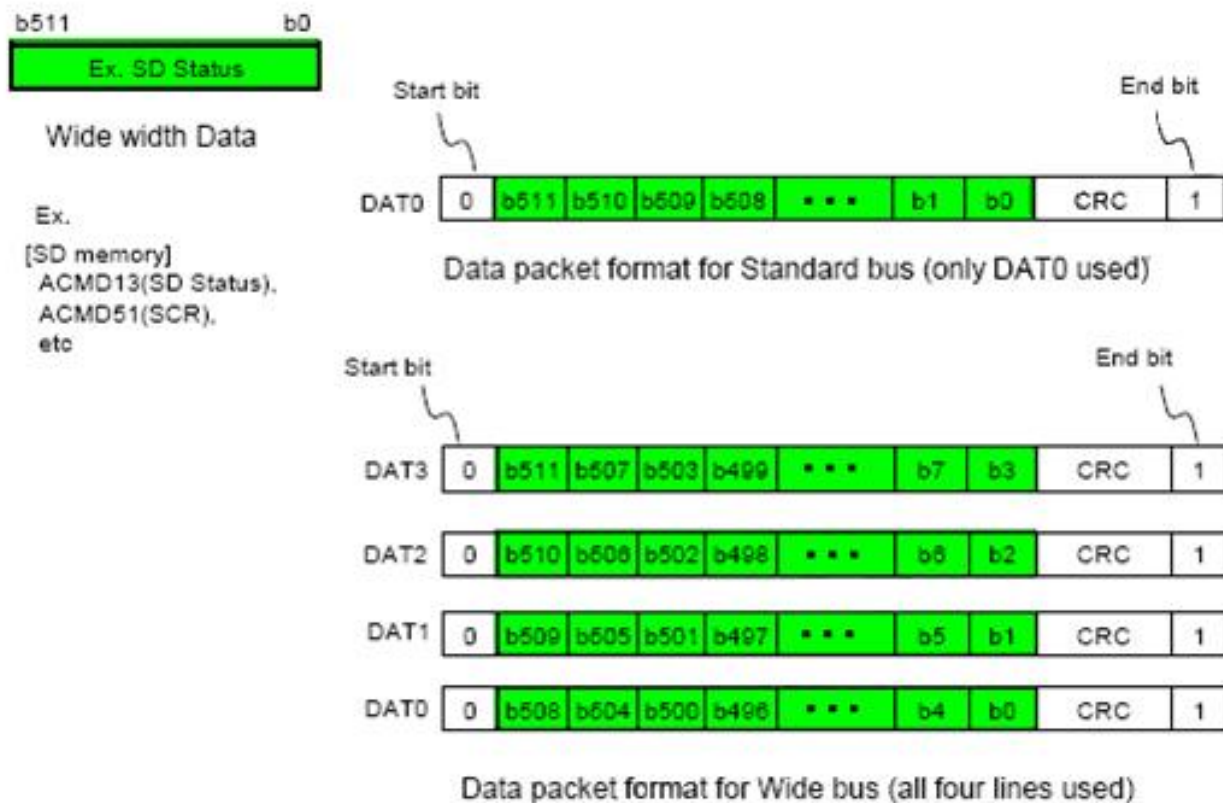 b511 b0
Ex. SD Status
Wide width Data
Ex.
[SD memory]
ACMD13(SD Status),
ACMD51(SCR),
etc
Start bit End bit
DAT0 0 b511 b510 b509 b508 ▪ ▪ ▪ b1 b0 CRC 1
Data packet format for Standard bus (only DAT0 used)
Start bit End bit
DAT3 0 b511 b507 b503 b499 ▪ ▪ ▪ b7 b3 CRC 1
DAT2 0 b510 b506 b502 b498 ▪ ▪ ▪ b6 b2 CRC 1
DAT1 0 b509 b505 b501 b497 ▪ ▪ ▪ b5 b1 CRC 1
DAT0 0 b508 b504 b500 b496 ▪ ▪ ▪ b4 b0 CRC 1
Data packet format for Wide bus (all four lines used)